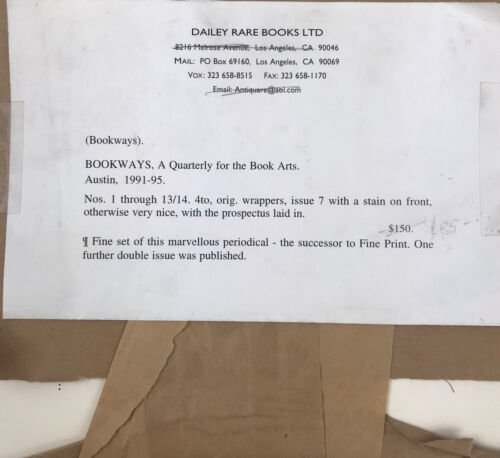 DAILEY RARE BOOKS LTD
8216 Melrose Avenue, Los Angeles, CA 90046
MAIL: PO Box 69160, Los Angeles, CA 90069
VOX: 323 658-8515 FAX: 323 658-1170
Email: Antiquare@aol.com
(Bookways).
BOOKWAYS, A Quarterly for the Book Arts.
Austin, 1991-95.
Nos. 1 through 13/14. 4to, orig. wrappers, issue 7 with a stain on front,
otherwise very nice, with the prospectus laid in.
$150.
¶ Fine set of this marvellous periodical - the successor to Fine Print. One
further double issue was published.